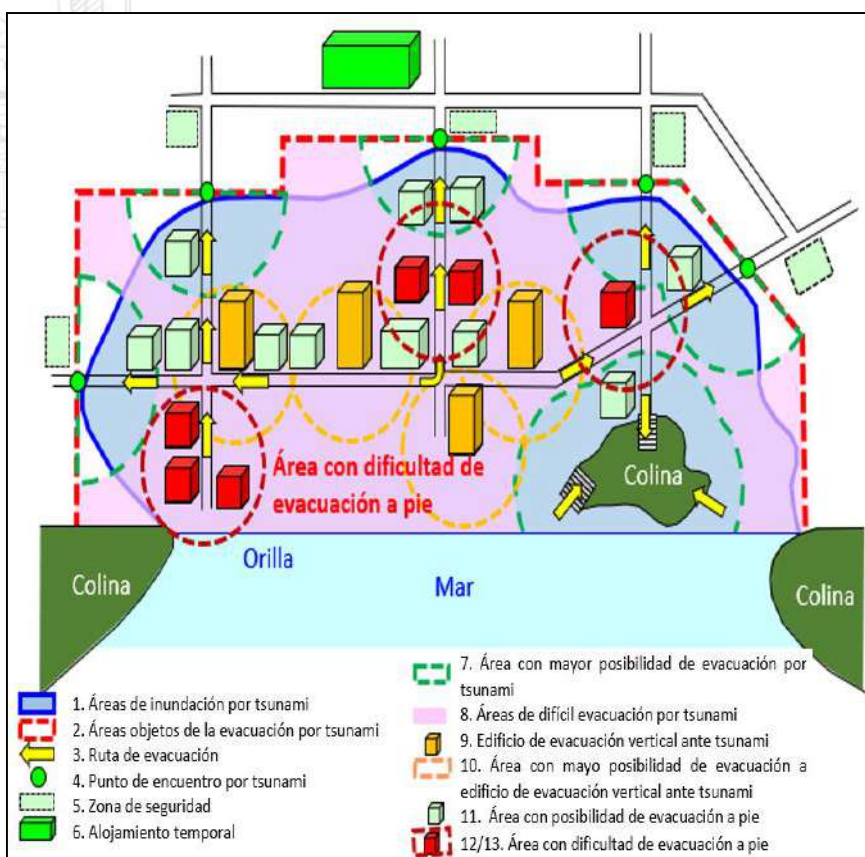 Colina
Área con dificultad de
evacuación a pie
Orilla
Colina
Mar
Colina
1. Áreas de inundación por tsunami
2. Áreas objetos de la evacuación por tsunami
3. Ruta de evacuación
4. Punto de encuentro por tsunami
5. Zona de seguridad
6. Alojamiento temporal
7. Área con mayor posibilidad de evacuación por
tsunami
8. Áreas de difícil evacuación por tsunami
9. Edificio de evacuación vertical ante tsunami
10. Área con mayo posibilidad de evacuación a
edificio de evacuación vertical ante tsunami
11. Área con posibilidad de evacuación a pie
12/13. Área con dificultad de evacuación a pie